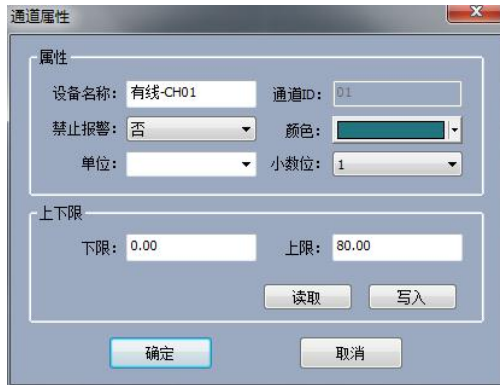 通道属性
属性
设备名称： 有线-CH01 通道ID： 01
禁止报警： 否 颜色：
单位： 小数位： 1
上下限
下限： 0.00 上限： 80.00
读取 写入
确定 取消